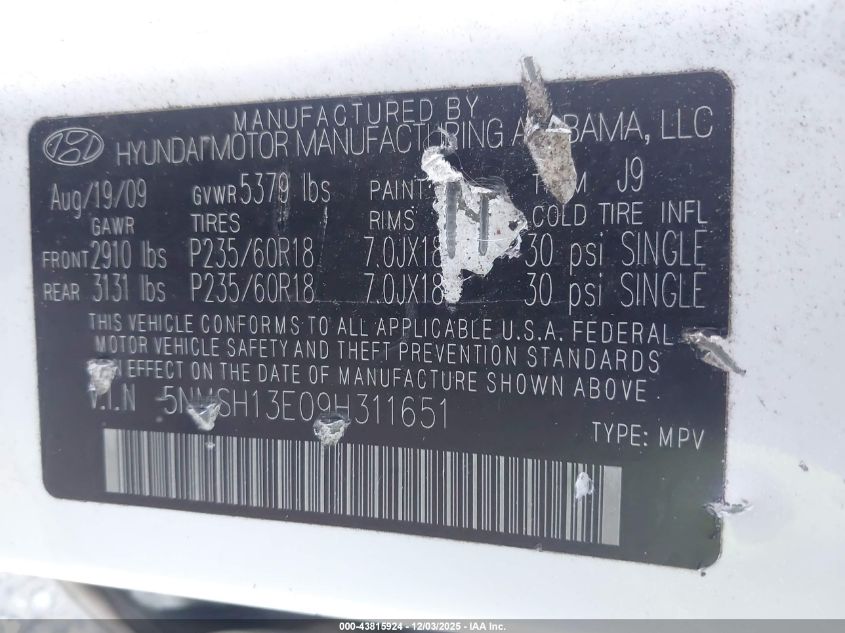 MANUFACTURED BY
HYUNDAI MOTOR MANUFACTURING ALABAMA, LLC
Aug/19/09 GVWR 5379 lbs PAINT J9
GAWR TIRES RIMS COLD TIRE INFL
FRONT 2910 lbs P235/60R18 7.0JX18 30 psi SINGLE
REAR 3131 lbs P235/60R18 7.0JX18 30 psi SINGLE
THIS VEHICLE CONFORMS TO ALL APPLICABLE U.S.A. FEDERAL
MOTOR VEHICLE SAFETY AND THEFT PREVENTION STANDARDS
IN EFFECT ON THE DATE OF MANUFACTURE SHOWN ABOVE.
V.I.N 5NMSH13E09H311651
TYPE: MPV
000-43815924 - 12/03/2025 - IAA Inc.